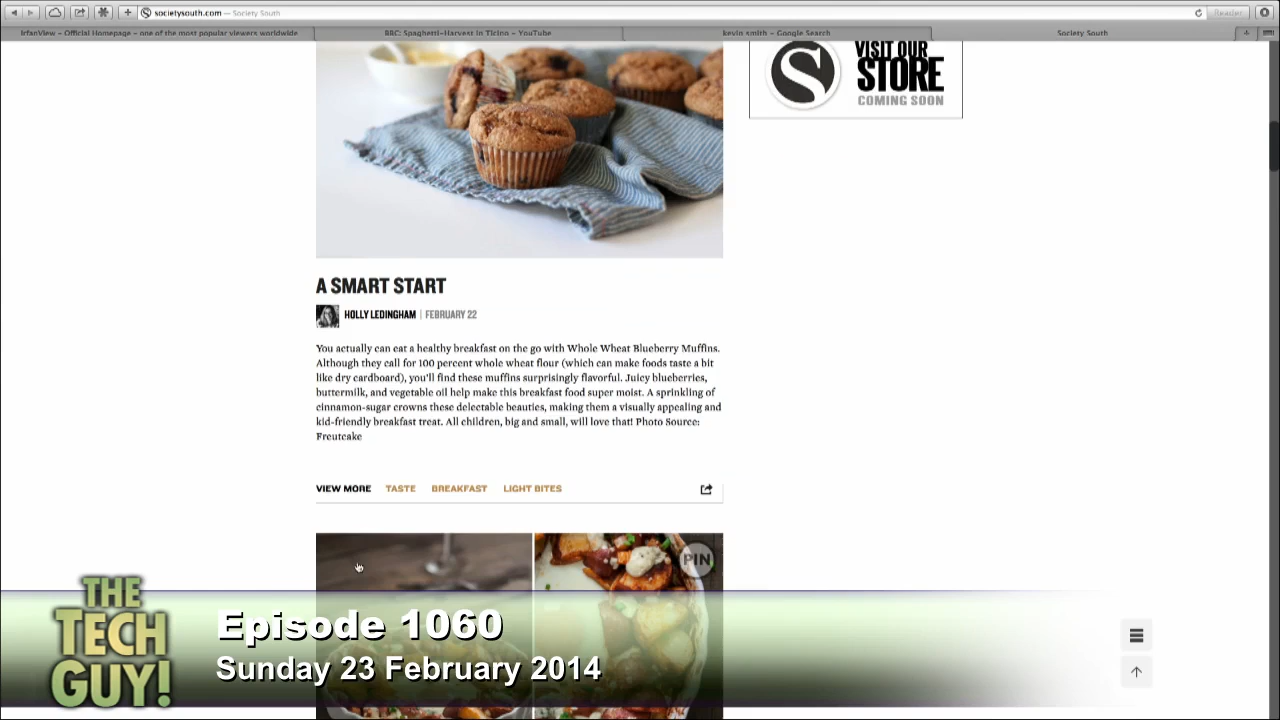 societysouth.com — Society South
Reader
IrfanView – Official Homepage – one of the most popular viewers worldwide
BBC: Spaghetti-Harvest in Ticino – YouTube
kevin smith – Google Search
Society South
VISIT OUR
STORE
COMING SOON
A SMART START
HOLLY LEDINGHAM | FEBRUARY 22
You actually can eat a healthy breakfast on the go with Whole Wheat Blueberry Muffins.
Although they call for 100 percent whole wheat flour (which can make foods taste a bit
like dry cardboard), you'll find these muffins surprisingly flavorful. Juicy blueberries,
buttermilk, and vegetable oil help make this breakfast food super moist. A sprinkling of
cinnamon-sugar crowns these delectable beauties, making them a visually appealing and
kid-friendly breakfast treat. All children, big and small, will love that! Photo Source:
Freutcake
VIEW MORE TASTE BREAKFAST LIGHT BITES
PIN
THE
TECH
GUY!
Episode 1060
Sunday 23 February 2014